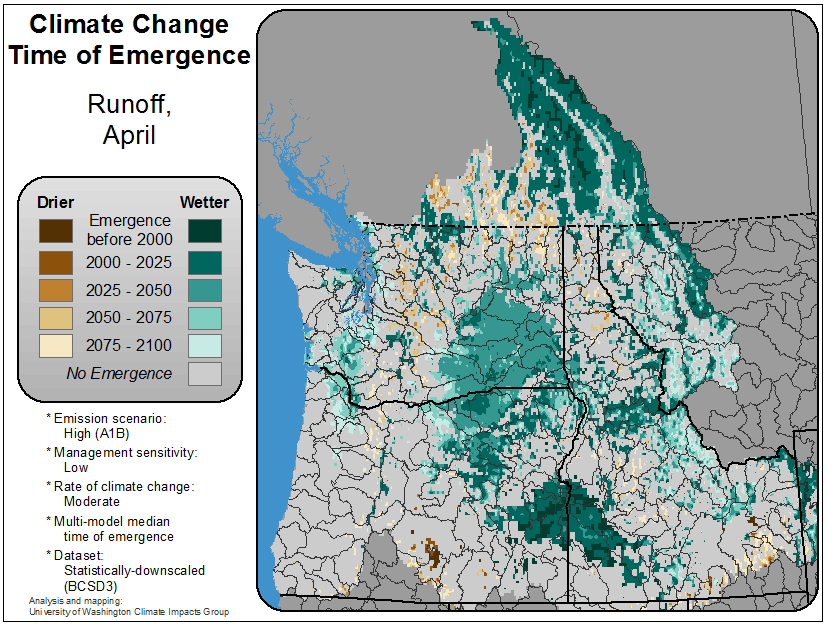 Climate Change
Time of Emergence
Runoff,
April
Drier
Wetter
Emergence
before 2000
2000 - 2025
2025 - 2050
2050 - 2075
2075 - 2100
No Emergence
* Emission scenario:
High (A1B)
* Management sensitivity:
Low
* Rate of climate change:
Moderate
* Multi-model median
time of emergence
* Dataset:
Statistically-downscaled
(BCSD3)
Analysis and mapping:
University of Washington Climate Impacts Group